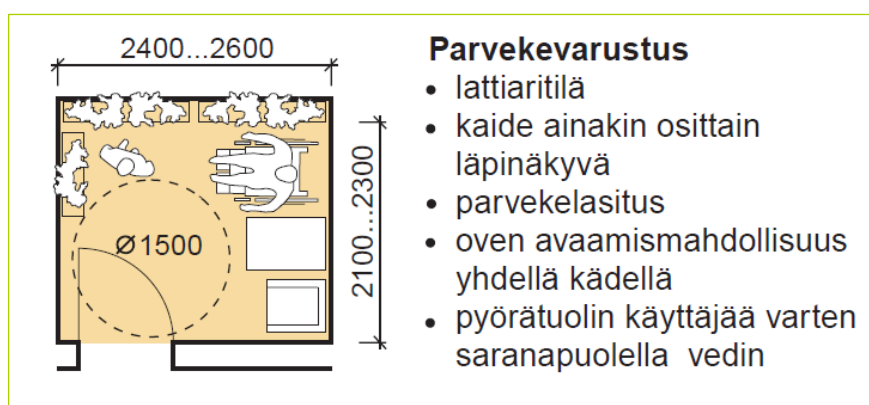 2400...2600
2100...2300
Ø1500
Parvekevarustus
• lattiaritilä
• kaide ainakin osittain
läpinäkyvä
• parvekelasitus
• oven avaamismahdollisuus
yhdellä kädellä
• pyörätuolin käyttäjää varten
saranapuolella vedin